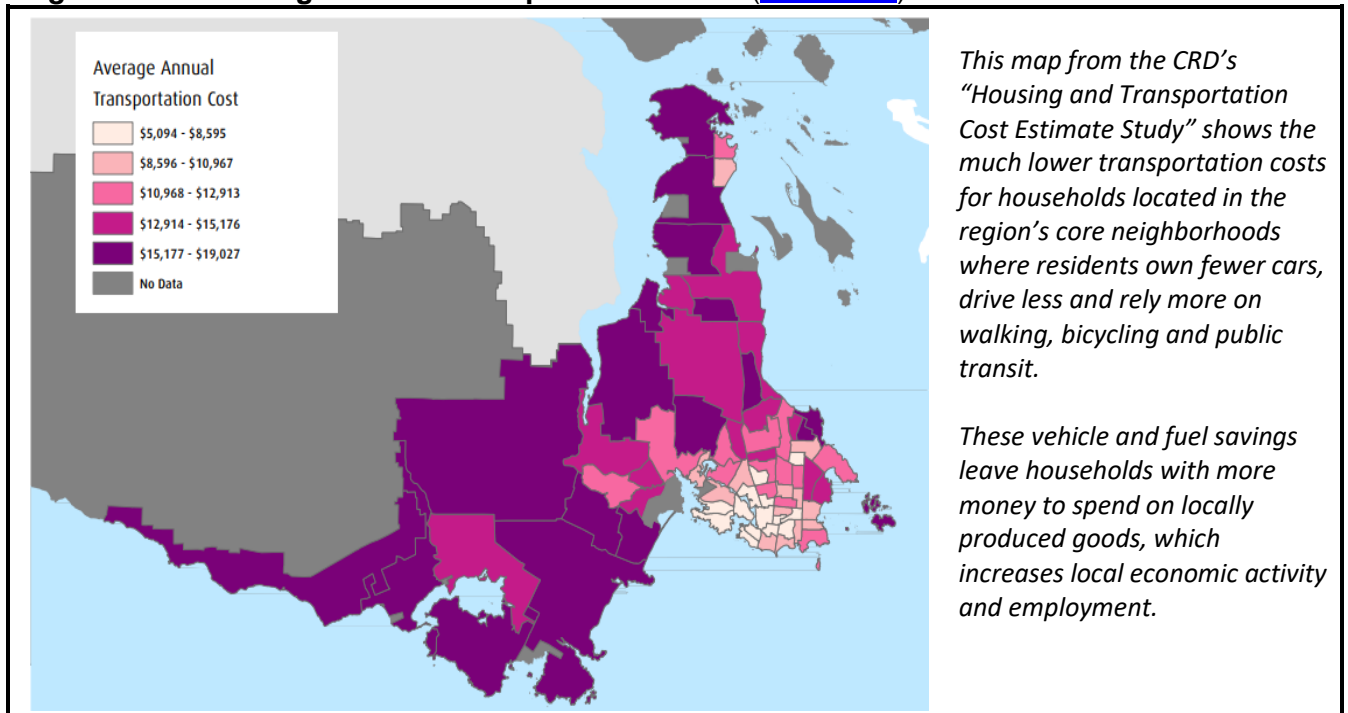 Average Annual
Transportation Cost
$5,094 - $8,595
$8,596 - $10,967
$10,968 - $12,913
$12,914 - $15,176
$15,177 - $19,027
No Data
This map from the CRD's
"Housing and Transportation
Cost Estimate Study" shows the
much lower transportation costs
for households located in the
region's core neighborhoods
where residents own fewer cars,
drive less and rely more on
walking, bicycling and public
transit.
These vehicle and fuel savings
leave households with more
money to spend on locally
produced goods, which
increases local economic activity
and employment.